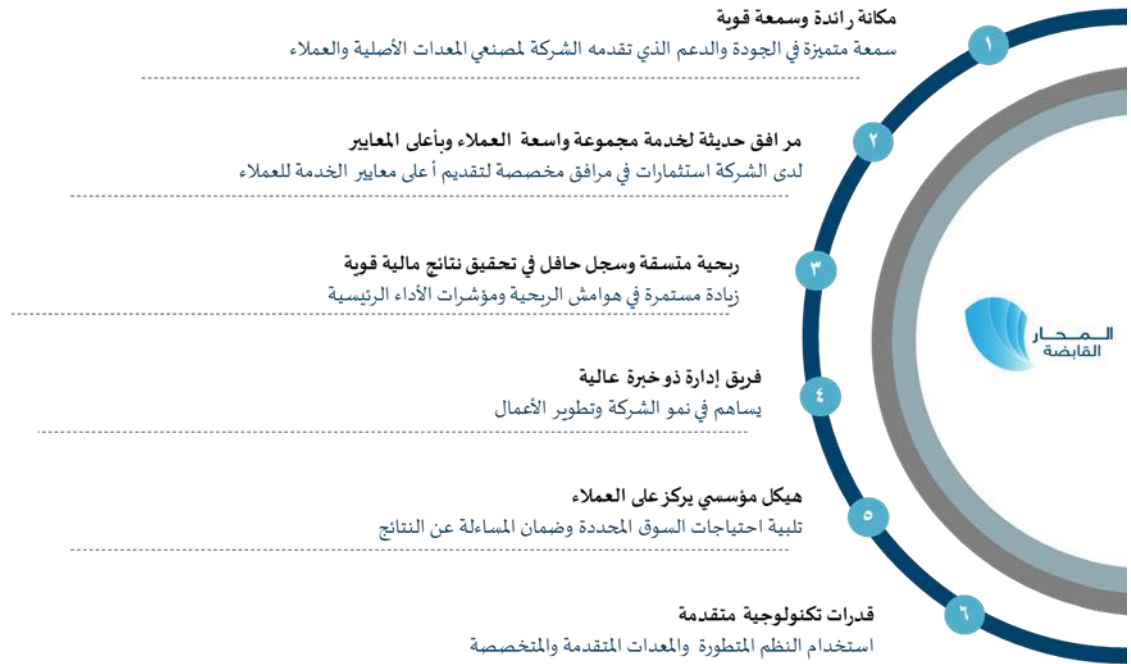 ١
مكانة رائدة وسمعة قوية
سمعة متميزة في الجودة والدعم الذي تقدمه الشركة لمصنعي المعدات الأصلية والعملاء
٢
مرافق حديثة لخدمة مجموعة واسعة العملاء وبأعلى المعايير
لدى الشركة استثمارات في مرافق مخصصة لتقديم أعلى معايير الخدمة للعملاء
٣
ربحية متسقة وسجل حافل في تحقيق نتائج مالية قوية
زيادة مستمرة في هوامش الربحية ومؤشرات الأداء الرئيسية
٤
فريق إدارة ذو خبرة عالية
يساهم في نمو الشركة وتطوير الأعمال
٥
هيكل مؤسسي يركز على العملاء
تلبية احتياجات السوق المحددة وضمان المساءلة عن النتائج
٦
قدرات تكنولوجية متقدمة
استخدام النظم المتطورة والمعدات المتقدمة والمتخصصة
المحار
القابضة